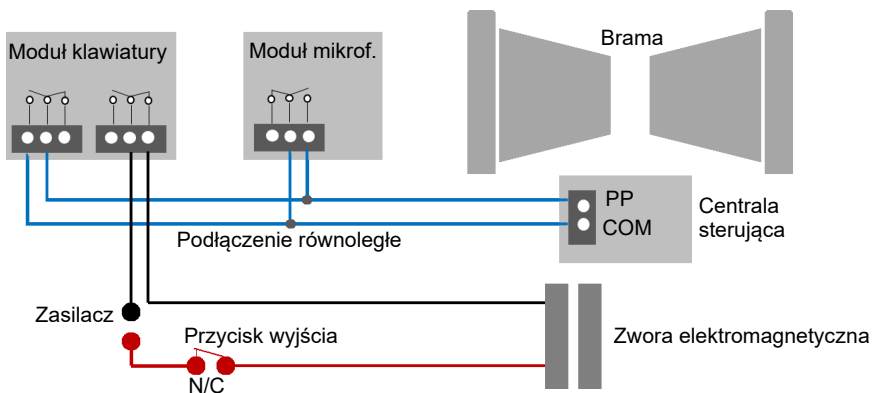 Moduł klawiatury
Moduł mikrof.
Brama
PP
COM
Centrala
sterująca
Podłączenie równoległe
Zasilacz
Przycisk wyjścia
N/C
Zwora elektromagnetyczna